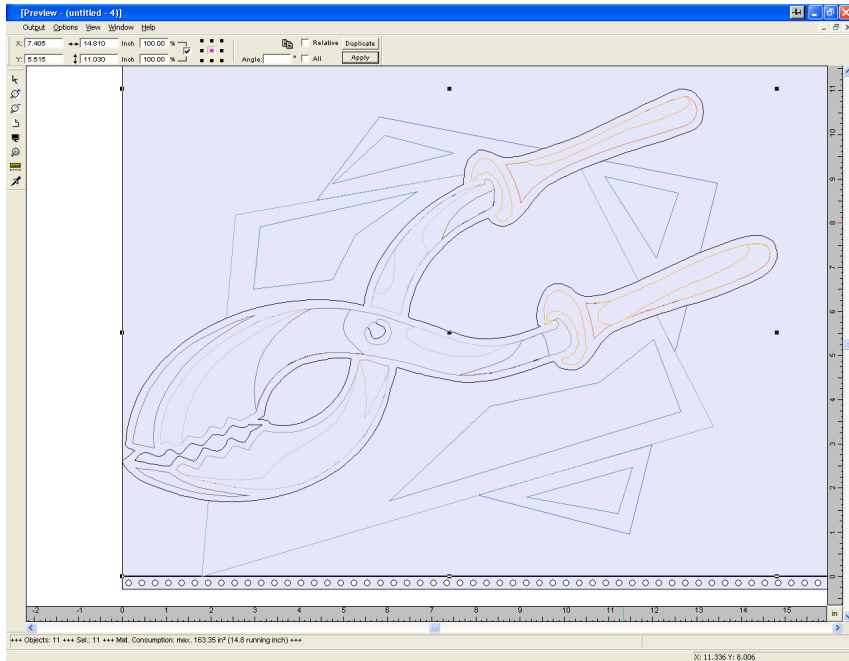 [Preview - (untitled - 4)]
Output Options View Window Help
X: 7.405 14.810 Inch 100.00 % Relative Duplicate
Y: 5.515 11.030 Inch 100.00 % Angle: ° All Apply
11
10
9
8
7
6
5
4
3
2
1
0
-2 -1 0 1 2 3 4 5 6 7 8 9 10 11 12 13 14 15 in
+++ Objects: 11 +++ Sel.: 11 +++ Mat. Consumption: max. 163.35 in² (14.8 running inch) +++
X: 11.336 Y: 8.006